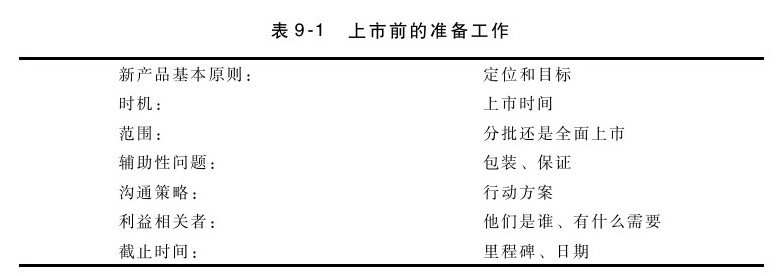 表 9-1 上市前的准备工作
新产品基本原则： 定位和目标
时机： 上市时间
范围： 分批还是全面上市
辅助性问题： 包装、保证
沟通策略： 行动方案
利益相关者： 他们是谁、有什么需要
截止时间： 里程碑、日期